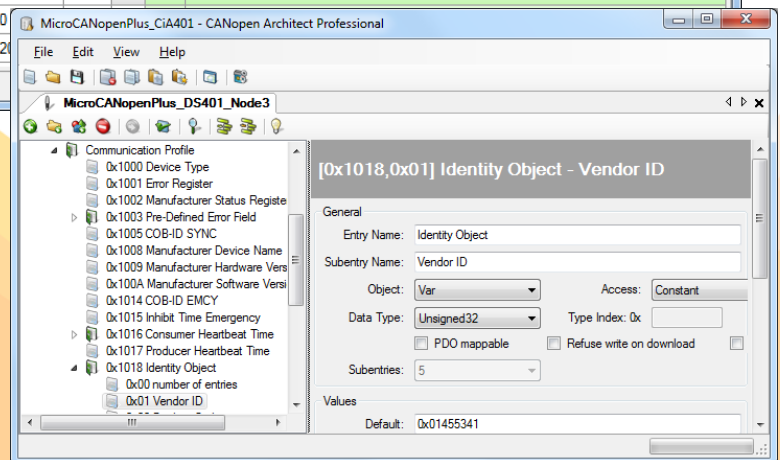 0
20
MicroCANopenPlus_CiA401 - CANopen Architect Professional
File Edit View Help
MicroCANopenPlus_DS401_Node3
Communication Profile
0x1000 Device Type
0x1001 Error Register
0x1002 Manufacturer Status Registe
0x1003 Pre-Defined Error Field
0x1005 COB-ID SYNC
0x1008 Manufacturer Device Name
0x1009 Manufacturer Hardware Vers
0x100A Manufacturer Software Versi
0x1014 COB-ID EMCY
0x1015 Inhibit Time Emergency
0x1016 Consumer Heartbeat Time
0x1017 Producer Heartbeat Time
0x1018 Identity Object
0x00 number of entries
0x01 Vendor ID
[0x1018,0x01] Identity Object - Vendor ID
General
Entry Name: Identity Object
Subentry Name: Vendor ID
Object: Var Access: Constant
Data Type: Unsigned32 Type Index: 0x
PDO mappable Refuse write on download
Subentries: 5
Values
Default: 0x01455341